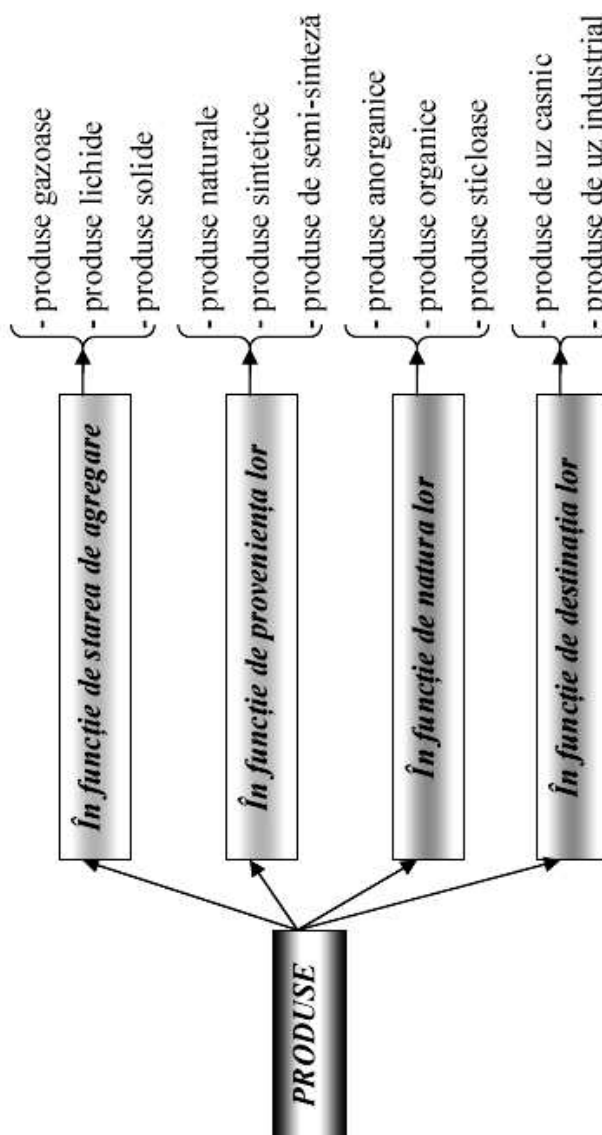 PRODUSE
În funcție de starea de agregare
- produse gazoase
- produse lichide
- produse solide
În funcție de proveniența lor
- produse naturale
- produse sintetice
- produse de semi-sinteză
În funcție de natura lor
- produse anorganice
- produse organice
- produse sticloase
În funcție de destinația lor
- produse de uz casnic
- produse de uz industrial